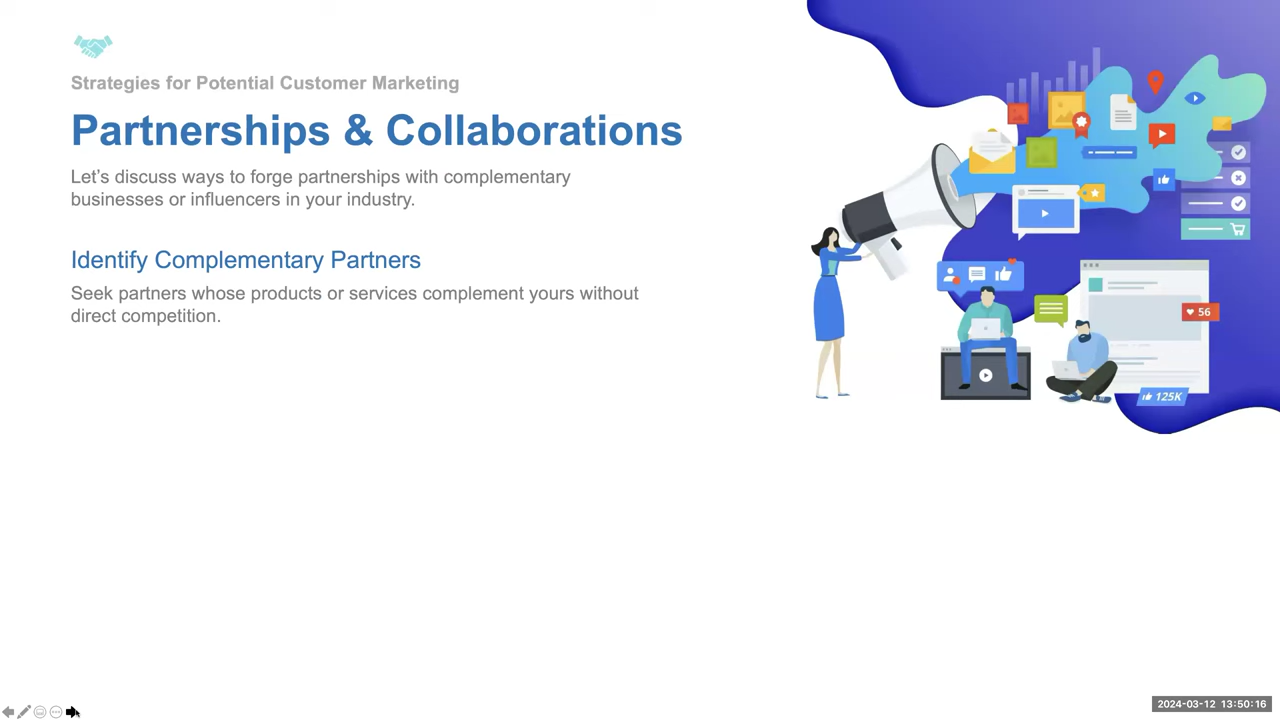 Strategies for Potential Customer Marketing
Partnerships & Collaborations
Let’s discuss ways to forge partnerships with complementary
businesses or influencers in your industry.
Identify Complementary Partners
Seek partners whose products or services complement yours without
direct competition.
56
125K
2024-03-12 13:50:16